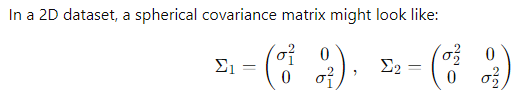 In a 2D dataset, a spherical covariance matrix might look like:
Σ₁ = (σ₁² 0; 0 σ₁²), Σ₂ = (σ₂² 0; 0 σ₂²)